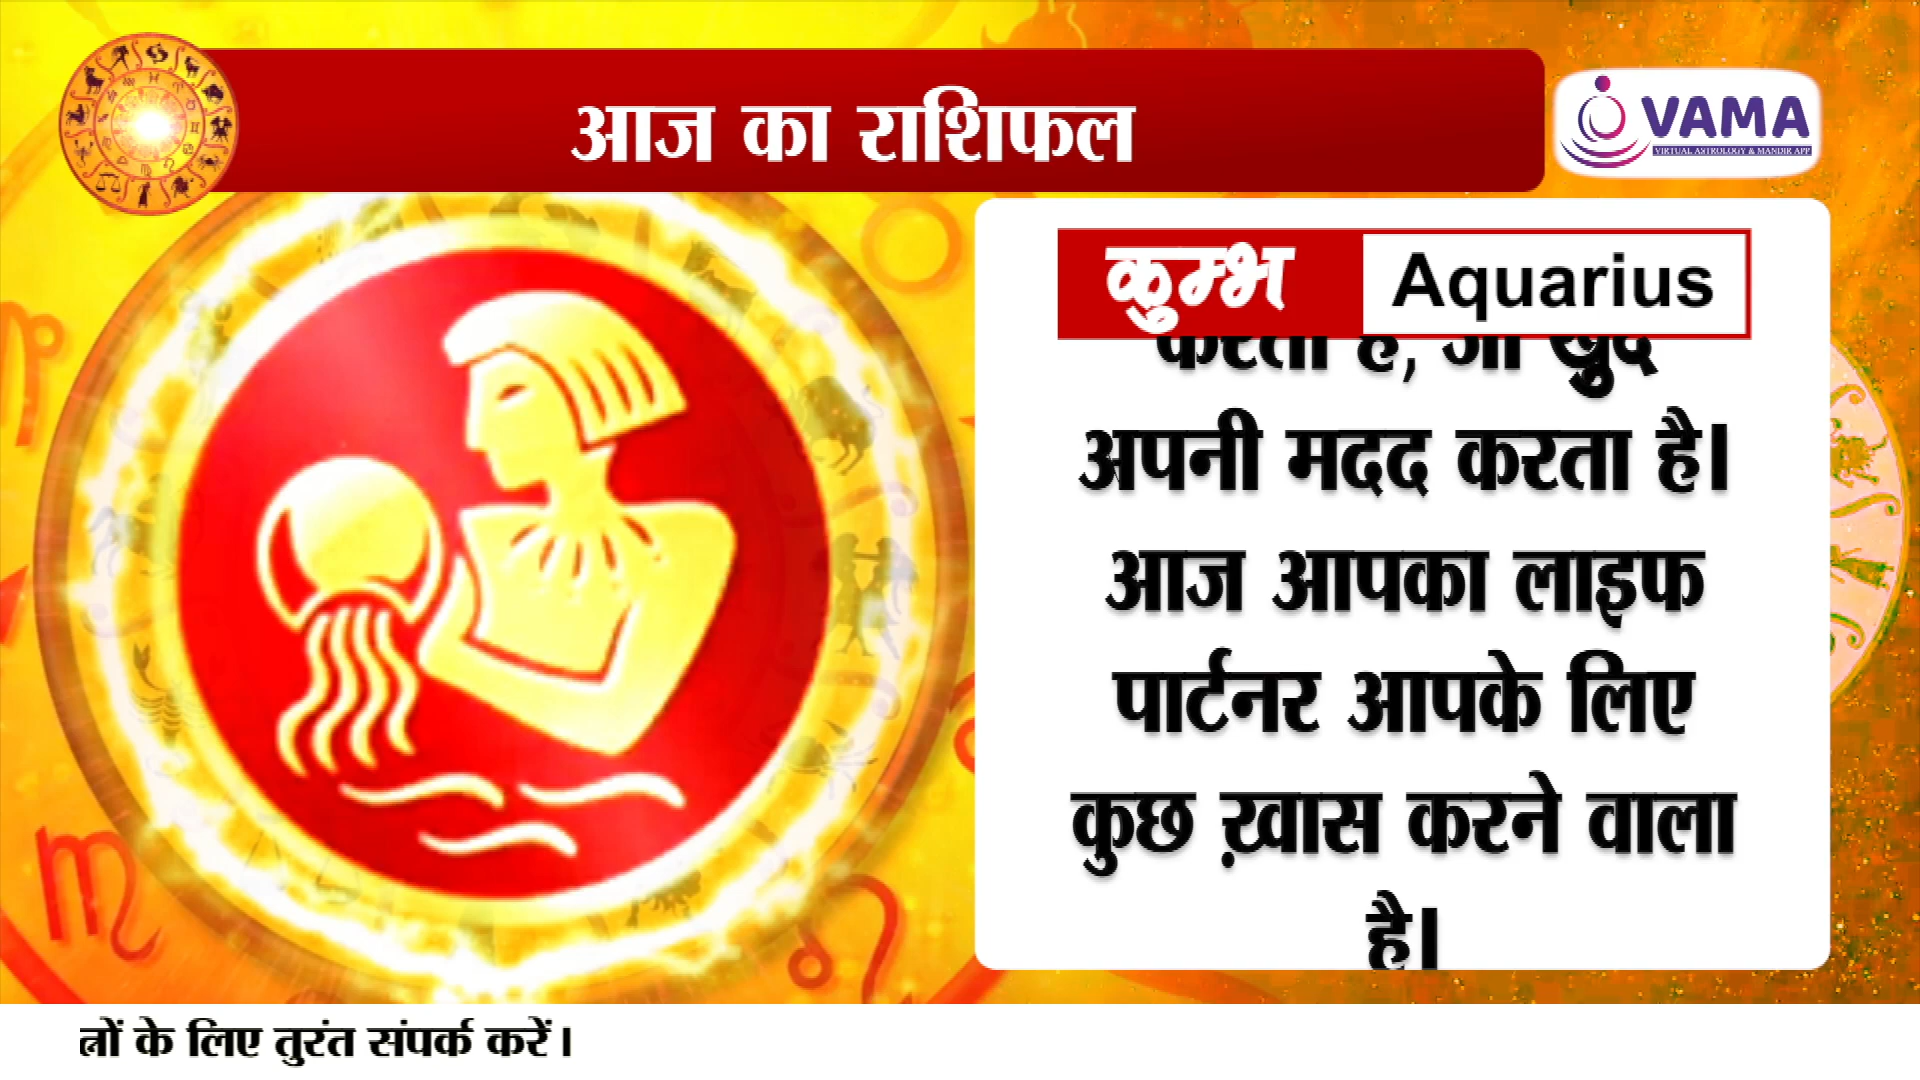 आज का राशिफल
VAMA
VIRTUAL ASTROLOGY & MANDIR APP
कुम्भ Aquarius
करता है, जो खुद
अपनी मदद करता है।
आज आपका लाइफ
पार्टनर आपके लिए
कुछ ख़ास करने वाला
है।
त्नों के लिए तुरंत संपर्क करें।